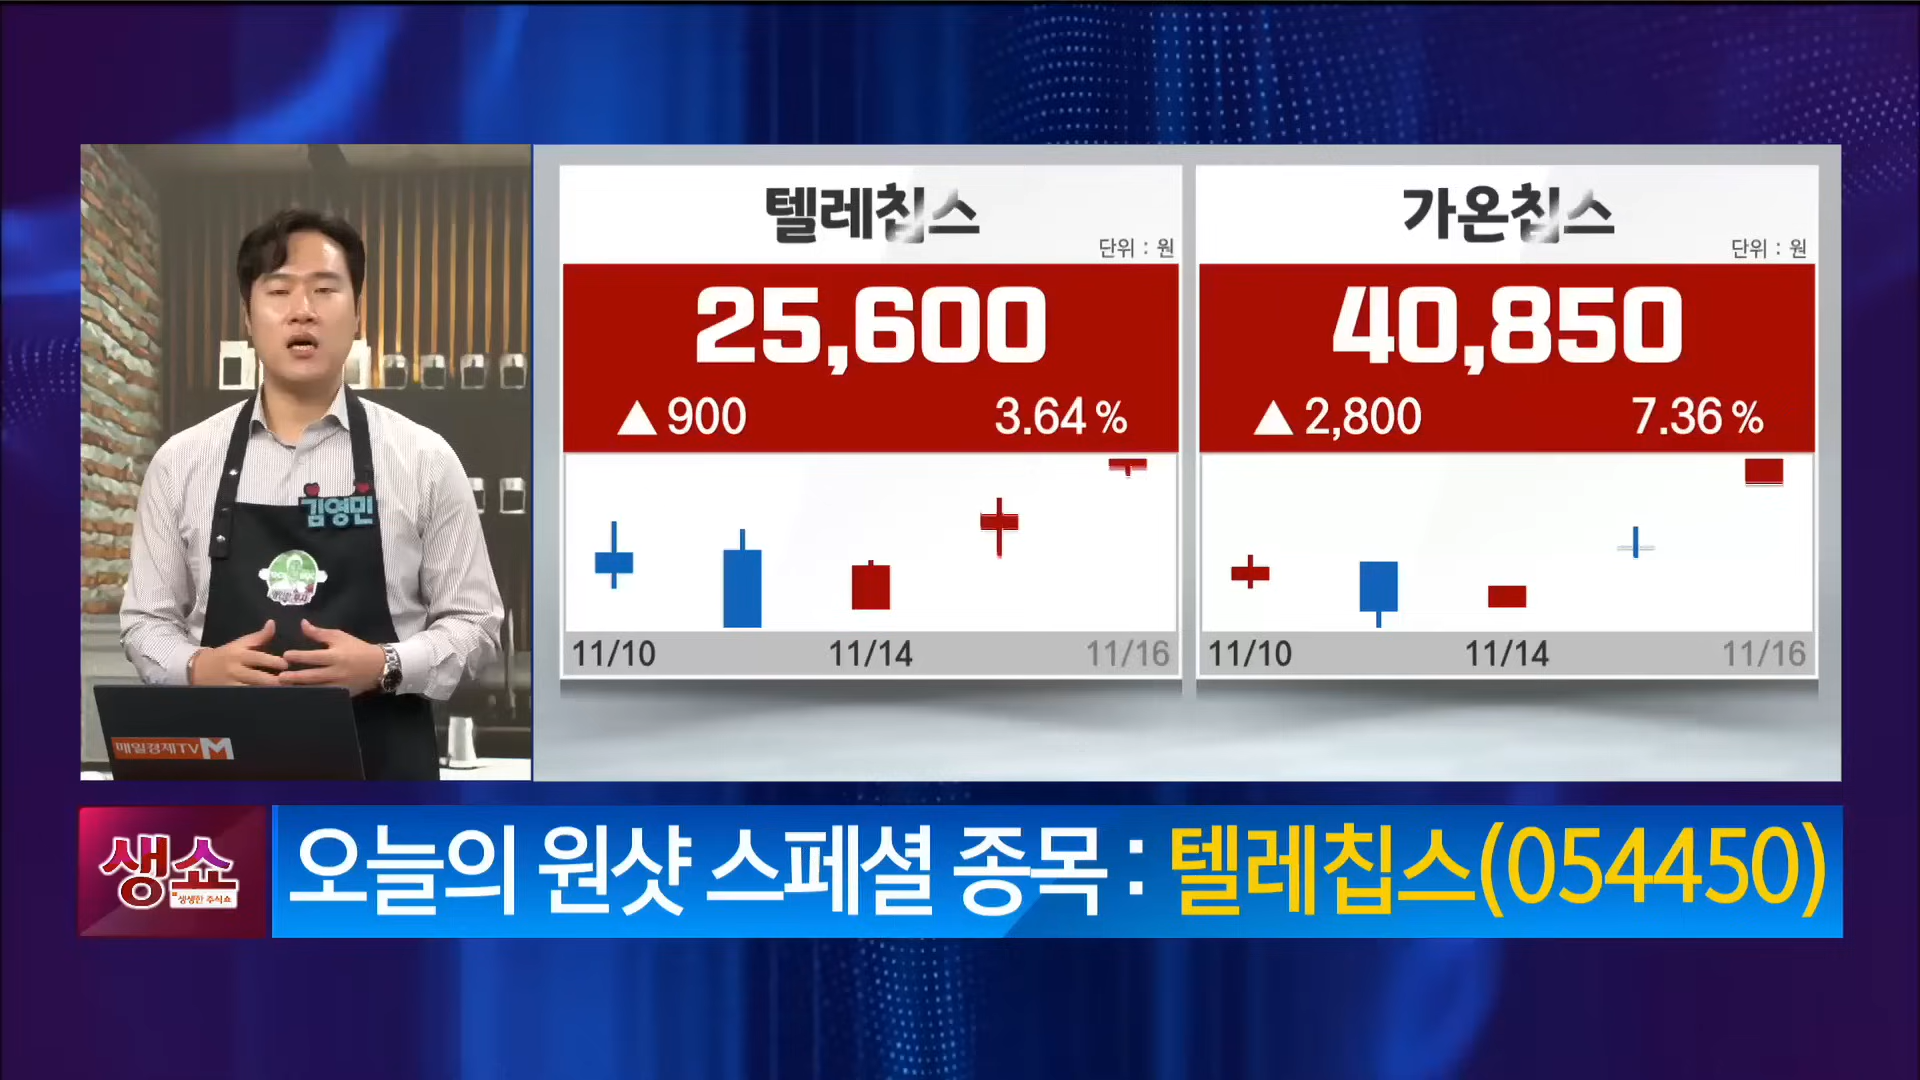 텔레칩스
단위 : 원
25,600
▲900 3.64%
11/10 11/14 11/16
가온칩스
단위 : 원
40,850
▲2,800 7.36%
11/10 11/14 11/16
김영민
매일경제TV M
생쇼
생생한 주식쇼
오늘의 원샷 스페셜 종목 : 텔레칩스(054450)